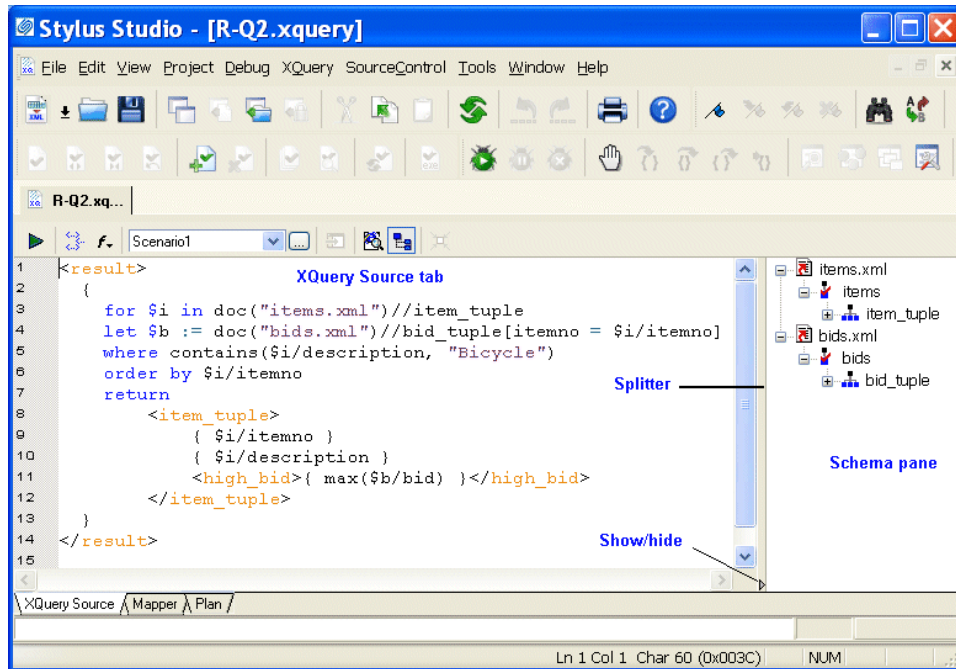 Stylus Studio - [R-Q2.xquery]
File Edit View Project Debug XQuery SourceControl Tools Window Help
R-Q2.xq...
Scenario1
XQuery Source tab
1 <result>
2 {
3 for $i in doc("items.xml")//item_tuple
4 let $b := doc("bids.xml")//bid_tuple[itemno = $i/itemno]
5 where contains($i/description, "Bicycle")
6 order by $i/itemno
7 return
8 <item_tuple>
9 { $i/itemno }
10 { $i/description }
11 <high_bid>{ max($b/bid) }</high_bid>
12 </item_tuple>
13 }
14 </result>
15
items.xml
items
item_tuple
bids.xml
bids
bid_tuple
Splitter
Schema pane
Show/hide
XQuery Source Mapper Plan
Ln 1 Col 1 Char 60 (0x003C) NUM